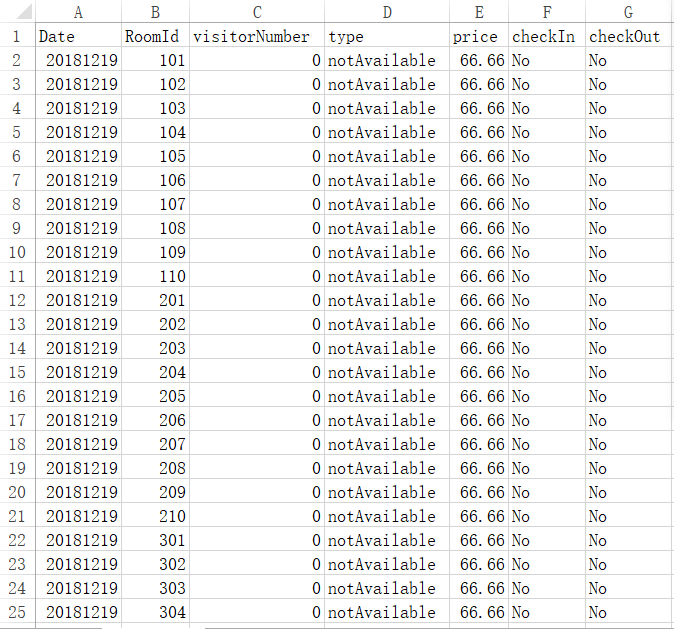 A B C D E F G
1 Date RoomId visitorNumber type price checkIn checkOut
2 20181219 101 0 notAvailable 66.66 No No
3 20181219 102 0 notAvailable 66.66 No No
4 20181219 103 0 notAvailable 66.66 No No
5 20181219 104 0 notAvailable 66.66 No No
6 20181219 105 0 notAvailable 66.66 No No
7 20181219 106 0 notAvailable 66.66 No No
8 20181219 107 0 notAvailable 66.66 No No
9 20181219 108 0 notAvailable 66.66 No No
10 20181219 109 0 notAvailable 66.66 No No
11 20181219 110 0 notAvailable 66.66 No No
12 20181219 201 0 notAvailable 66.66 No No
13 20181219 202 0 notAvailable 66.66 No No
14 20181219 203 0 notAvailable 66.66 No No
15 20181219 204 0 notAvailable 66.66 No No
16 20181219 205 0 notAvailable 66.66 No No
17 20181219 206 0 notAvailable 66.66 No No
18 20181219 207 0 notAvailable 66.66 No No
19 20181219 208 0 notAvailable 66.66 No No
20 20181219 209 0 notAvailable 66.66 No No
21 20181219 210 0 notAvailable 66.66 No No
22 20181219 301 0 notAvailable 66.66 No No
23 20181219 302 0 notAvailable 66.66 No No
24 20181219 303 0 notAvailable 66.66 No No
25 20181219 304 0 notAvailable 66.66 No No